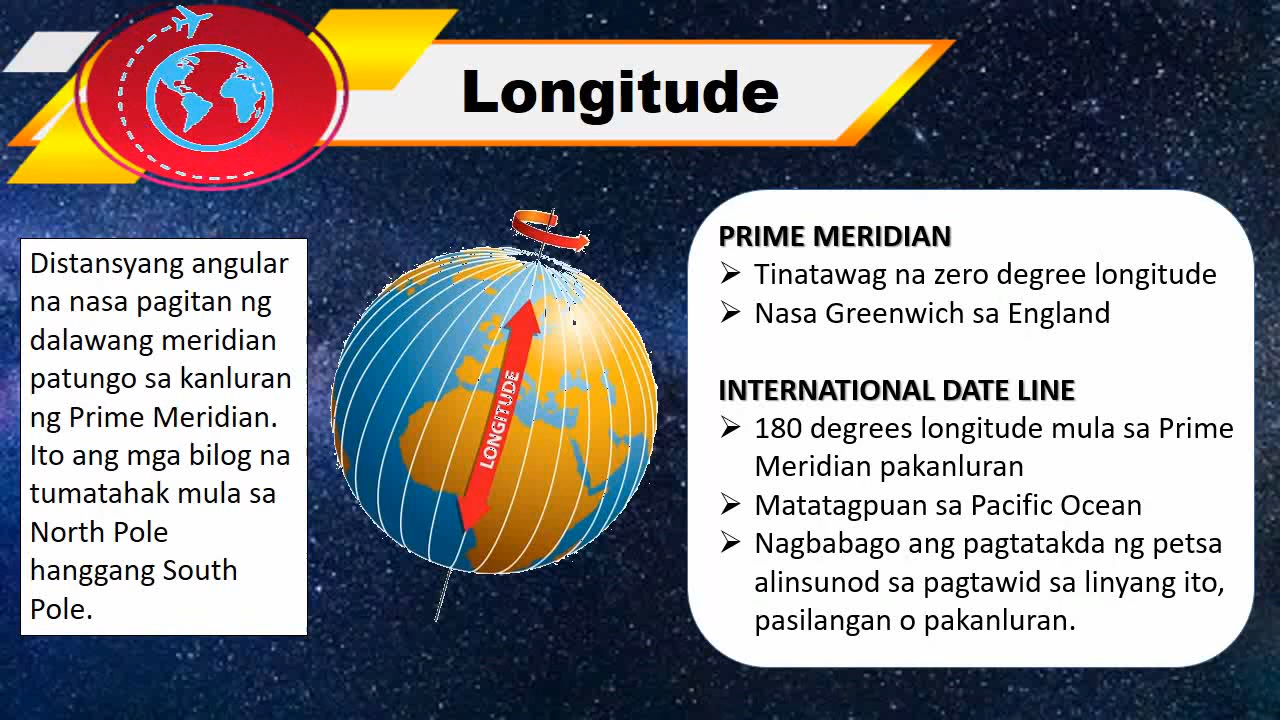 Longitude
Distansyang angular
na nasa pagitan ng
dalawang meridian
patungo sa kanluran
ng Prime Meridian.
Ito ang mga bilog na
tumatahak mula sa
North Pole
hanggang South
Pole.
LONGITUDE
PRIME MERIDIAN
➢ Tinatawag na zero degree longitude
➢ Nasa Greenwich sa England
INTERNATIONAL DATE LINE
➢ 180 degrees longitude mula sa Prime
Meridian pakanluran
➢ Matatagpuan sa Pacific Ocean
➢ Nagbabago ang pagtatakda ng petsa
alinsunod sa pagtawid sa linyang ito,
pasilangan o pakanluran.